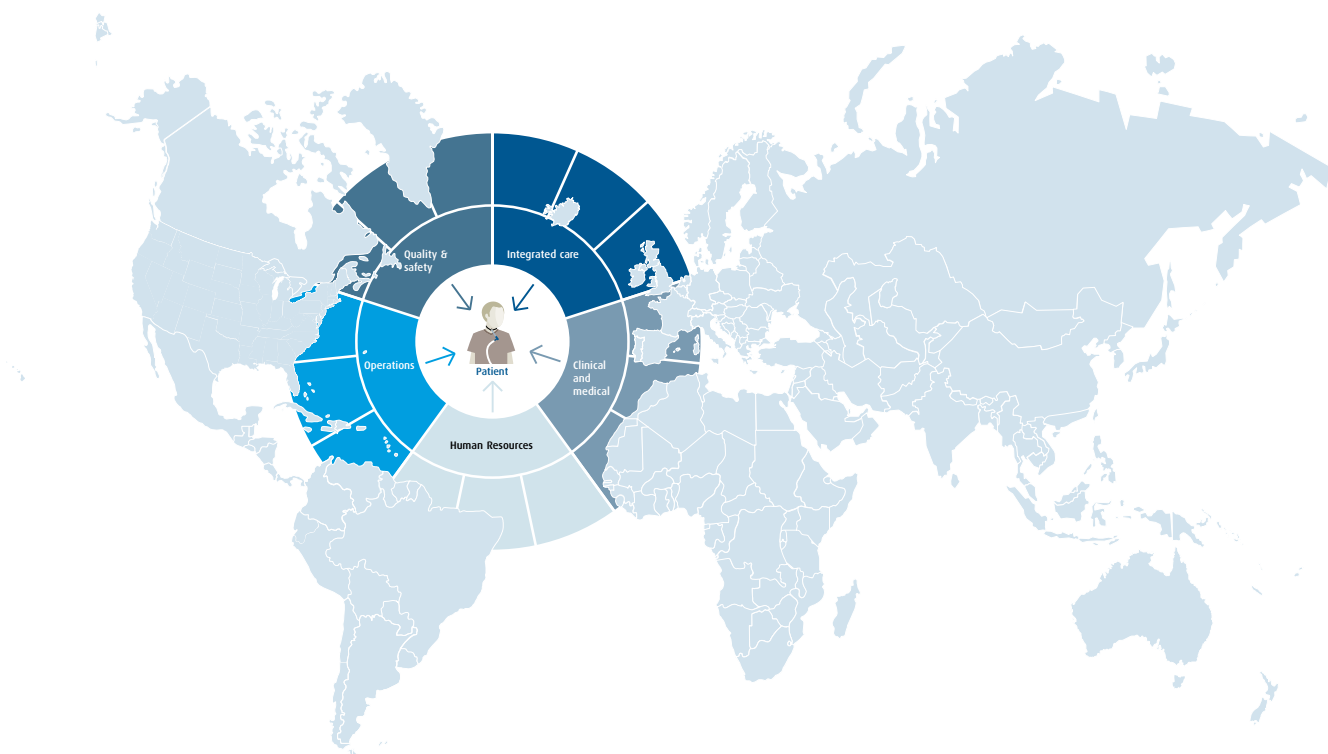 Quality &
safety
Integrated care
Operations
Patient
Clinical
and
medical
Human Resources